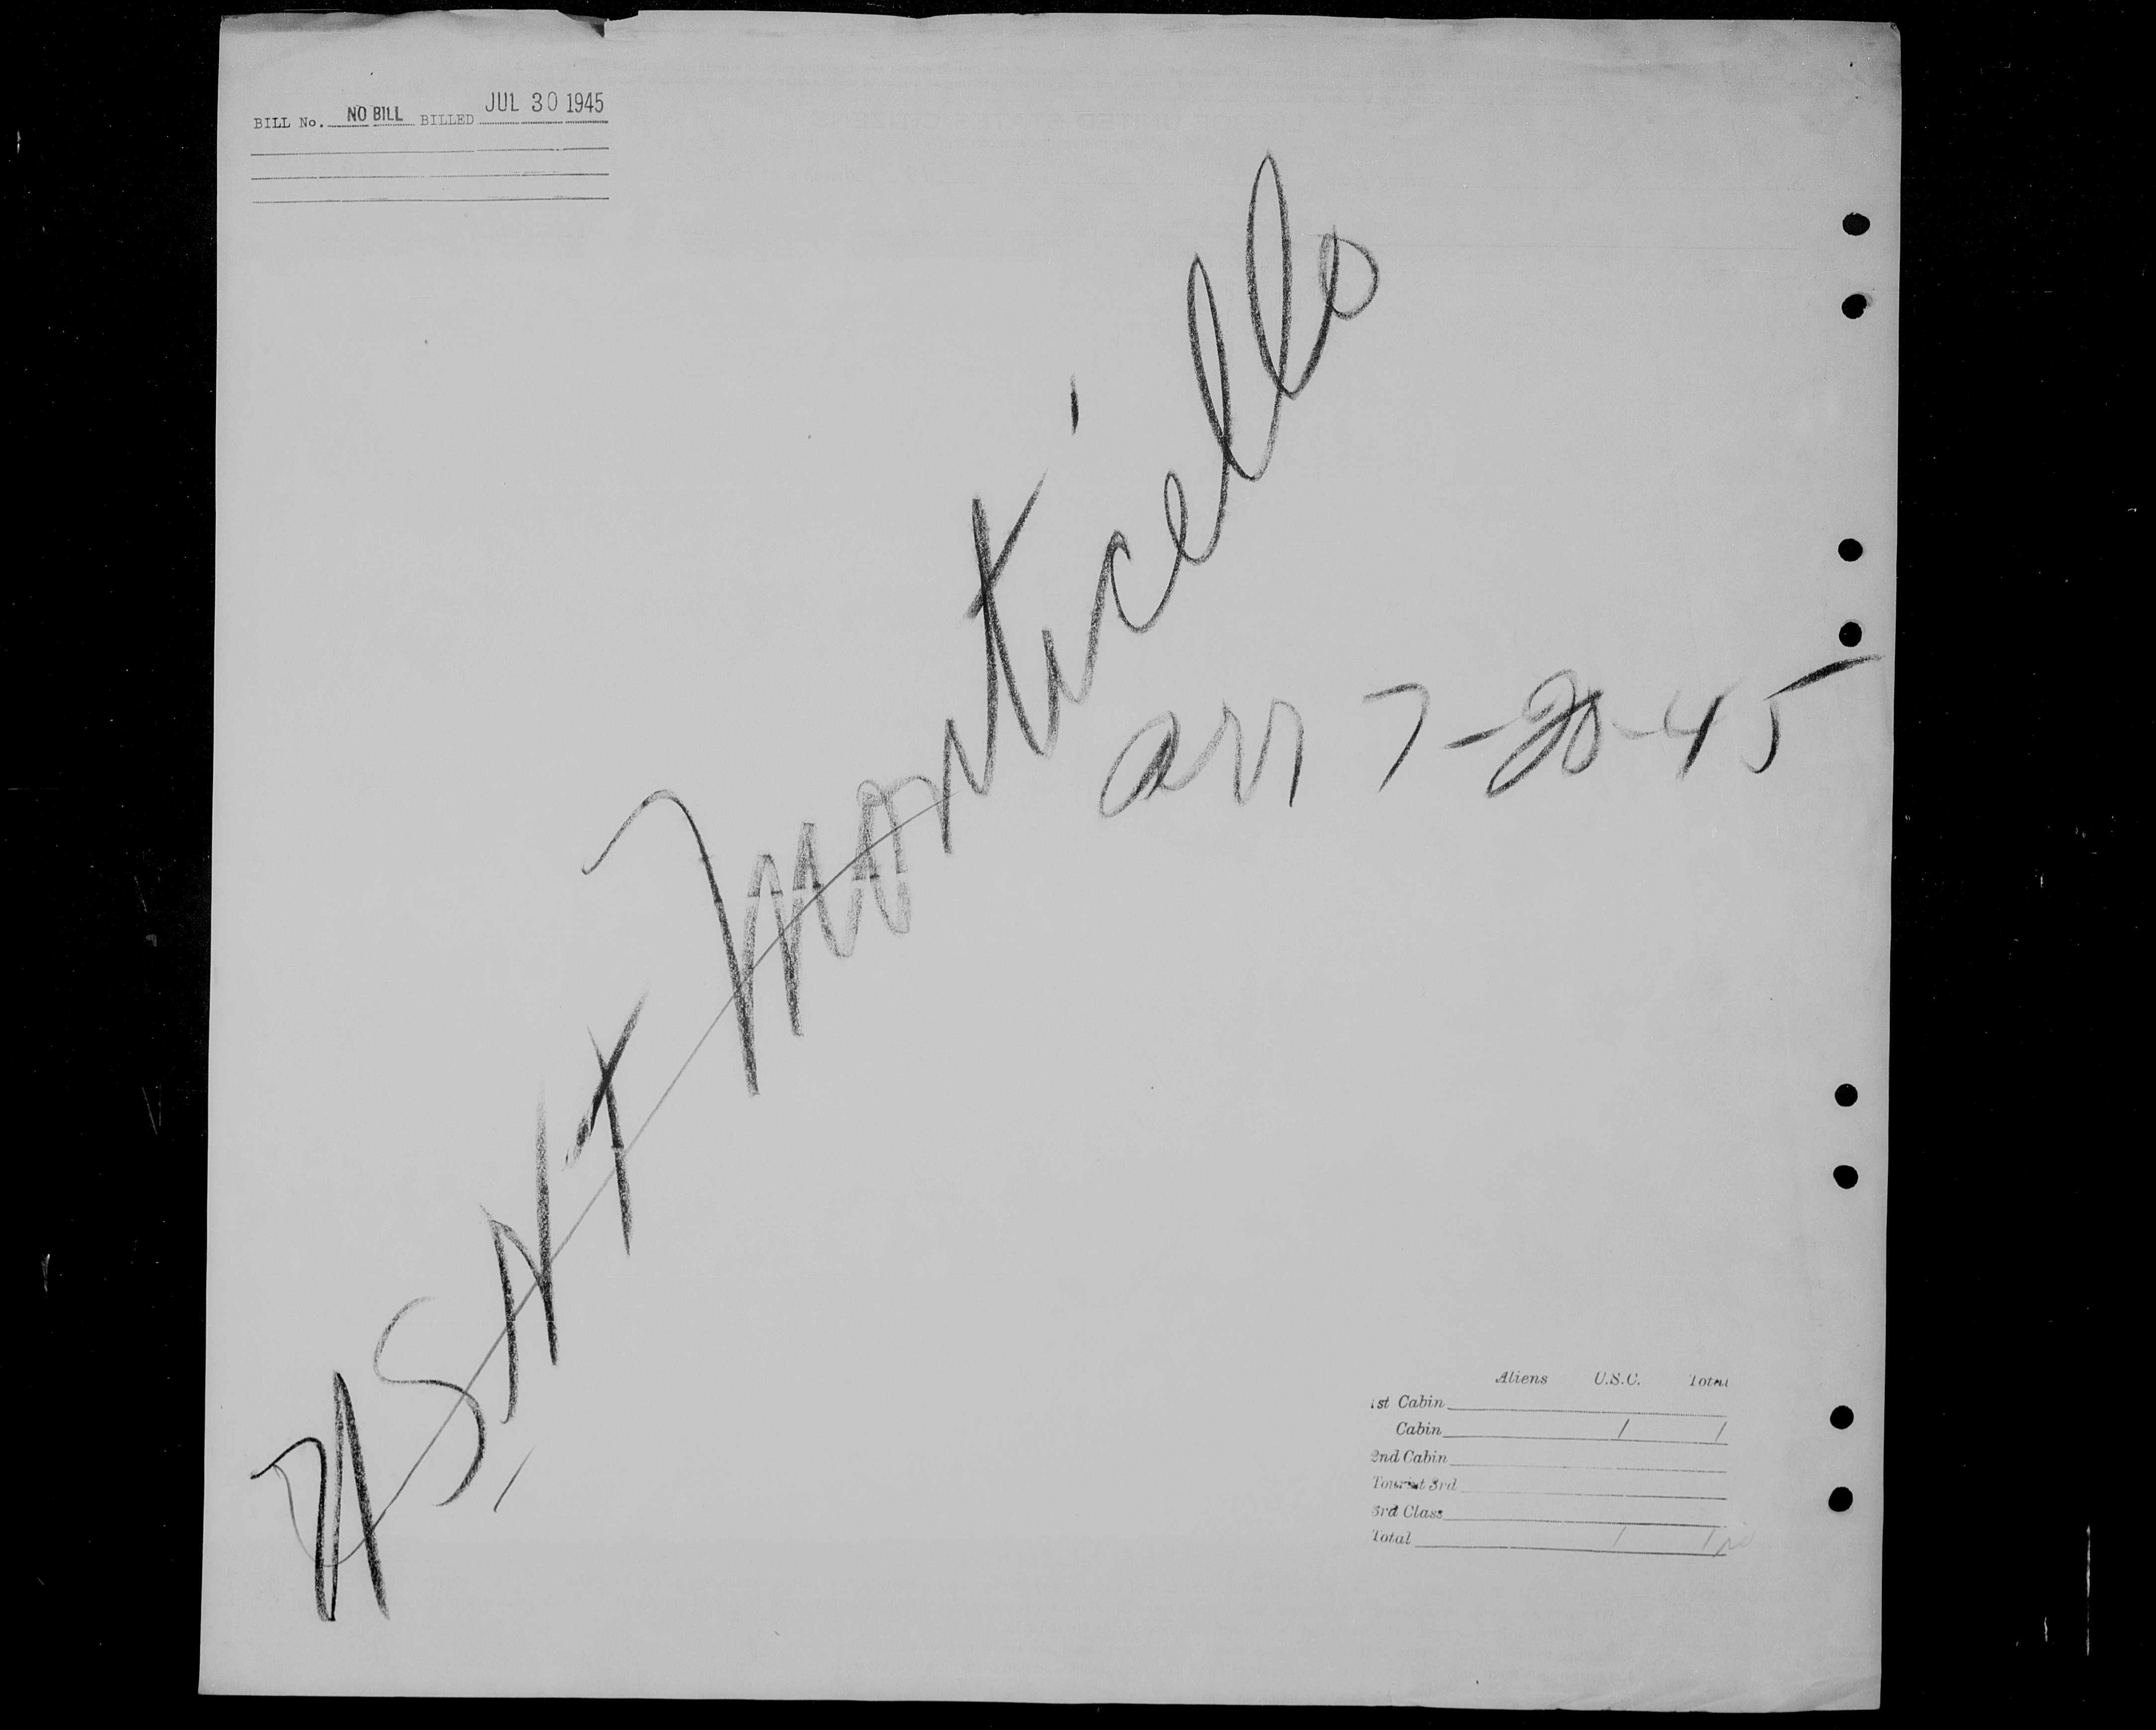 BILL No. NO BILL BILLED JUL 30 1945
USAT Monticello
arr 7-20-45
Aliens U.S.C. Total
1st Cabin
Cabin 1 1
2nd Cabin
Tourist 3rd
3rd Class
Total 1 1